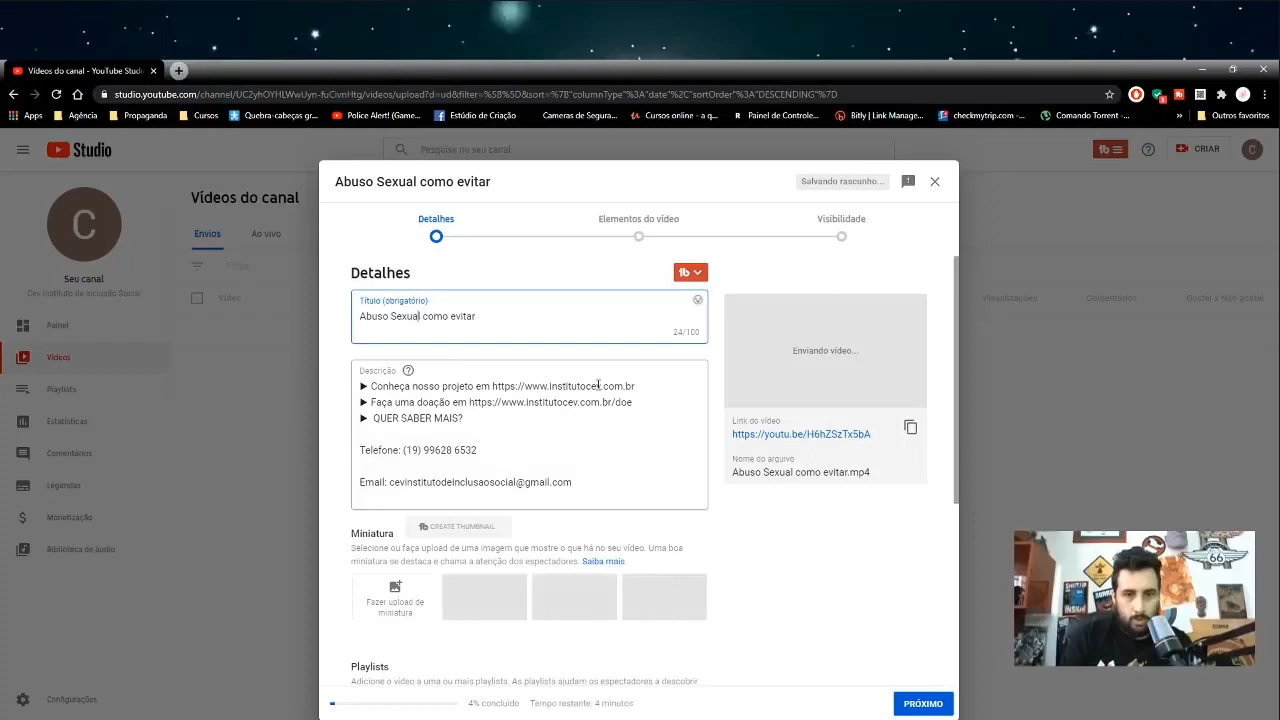 Vídeos do canal - YouTube Studi
studio.youtube.com/channel/UCZyhOYHLWwUyn-fuCivnHtg/videos/upload?d=ud&filter=%5B%5D&sort=%7B"columnType"%3A"date"%2C"sortOrder"%3A"DESCENDING"%7D
Apps Agência Propaganda Cursos Quebra-cabeças gr... Police Alert! (Game... Estúdio de Criação Cameras de Segura... Cursos online - a q... Painel de Controle... Bitly | Link Manage... checkmytrip.com -... Comando Torrent -... » Outros favoritos
Studio
Pesquise no seu canal
CRIAR
C
C
Seu canal
Cev Instituto de Inclusão Social
Painel
Vídeos
Playlists
Estatísticas
Comentários
Legendas
Monetização
Biblioteca de áudio
Configurações
Vídeos do canal
Envios Ao vivo
Filtrar
Vídeo
Visualizações Comentários Gostei x Não gostei
Abuso Sexual como evitar
Salvando rascunho...
Detalhes Elementos do vídeo Visibilidade
Detalhes
Título (obrigatório)
Abuso Sexual como evitar
24/100
Descrição
▶ Conheça nosso projeto em https://www.institutocev.com.br
▶ Faça uma doação em https://www.institutocev.com.br/doe
▶ QUER SABER MAIS?
Telefone: (19) 99628 6532
Email: cevinstitutodeinclusaosocial@gmail.com
Enviando vídeo...
Link do vídeo
https://youtu.be/H6hZSzTx5bA
Nome do arquivo
Abuso Sexual como evitar.mp4
Miniatura
CREATE THUMBNAIL
Selecione ou faça upload de uma imagem que mostre o que há no seu vídeo. Uma boa
miniatura se destaca e chama a atenção dos espectadores. Saiba mais
Fazer upload de
miniatura
Playlists
Adicione o vídeo a uma ou mais playlists. As playlists ajudam os espectadores a descobrir
4% concluído Tempo restante: 4 minutos
PRÓXIMO
66